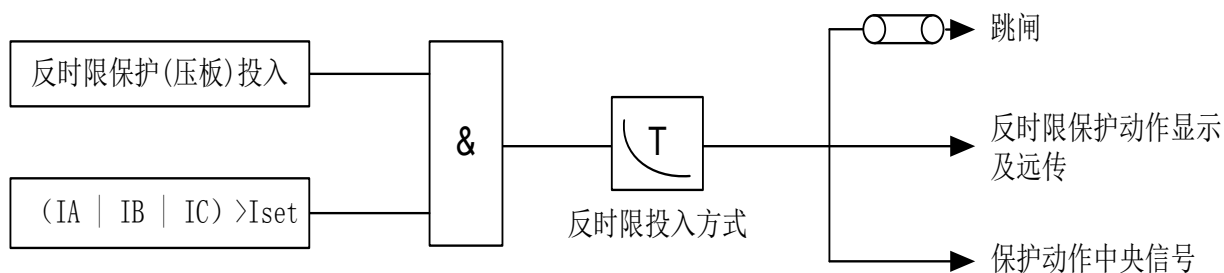 跳闸
反时限保护(压板)投入
&
T
反时限保护动作显示
及远传
(IA | IB | IC) >Iset
反时限投入方式
保护动作中央信号